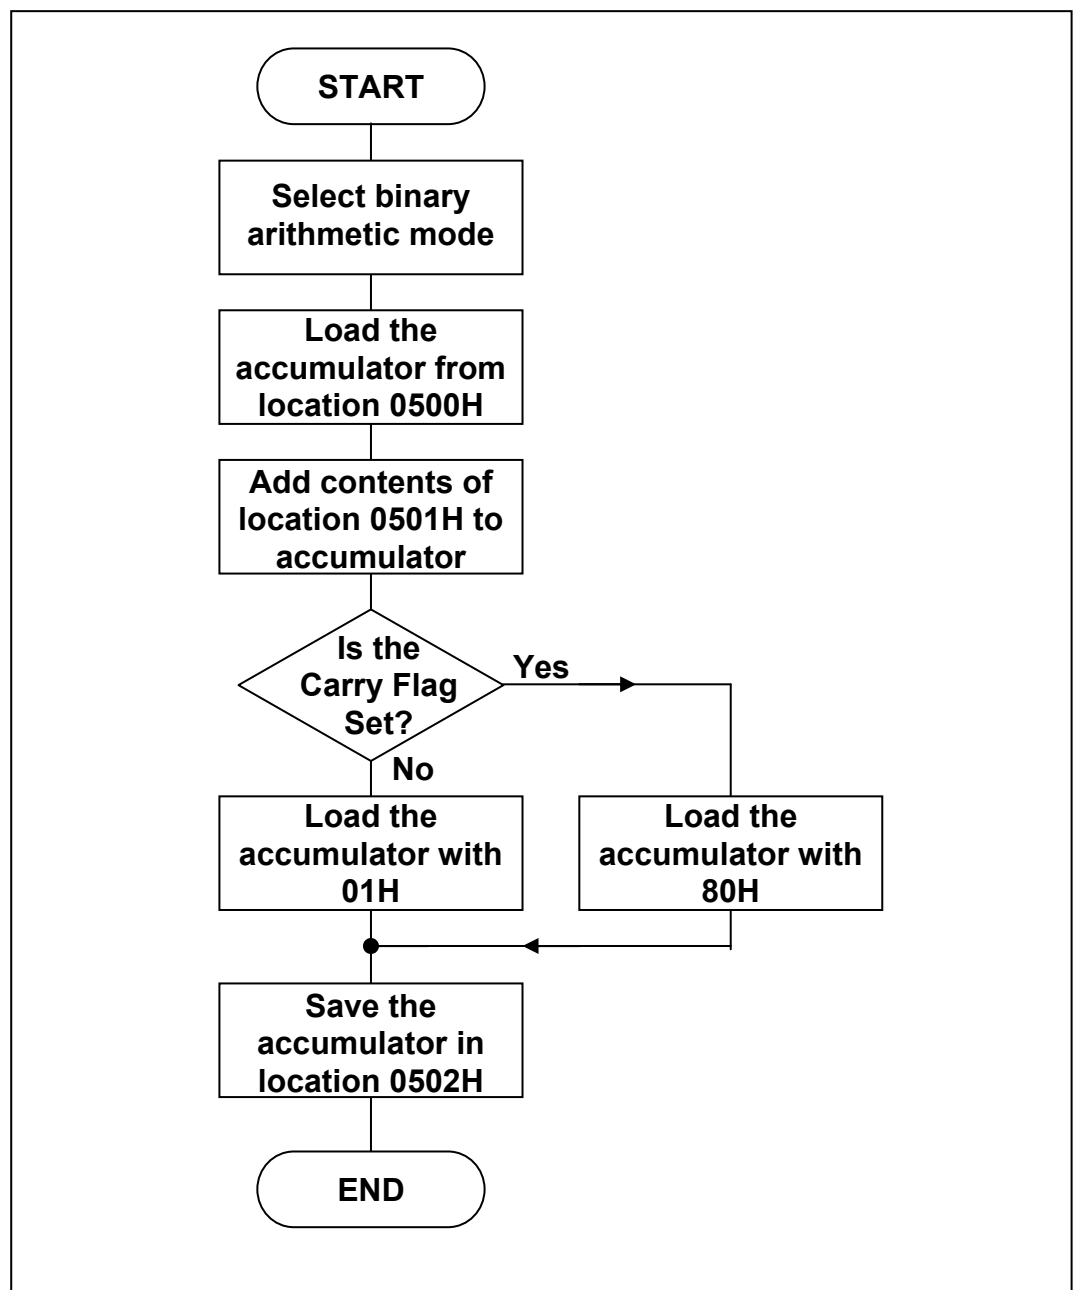 START
Select binary
arithmetic mode
Load the
accumulator from
location 0500H
Add contents of
location 0501H to
accumulator
Is the
Carry Flag
Set?
Yes
No
Load the
accumulator with
01H
Load the
accumulator with
80H
Save the
accumulator in
location 0502H
END